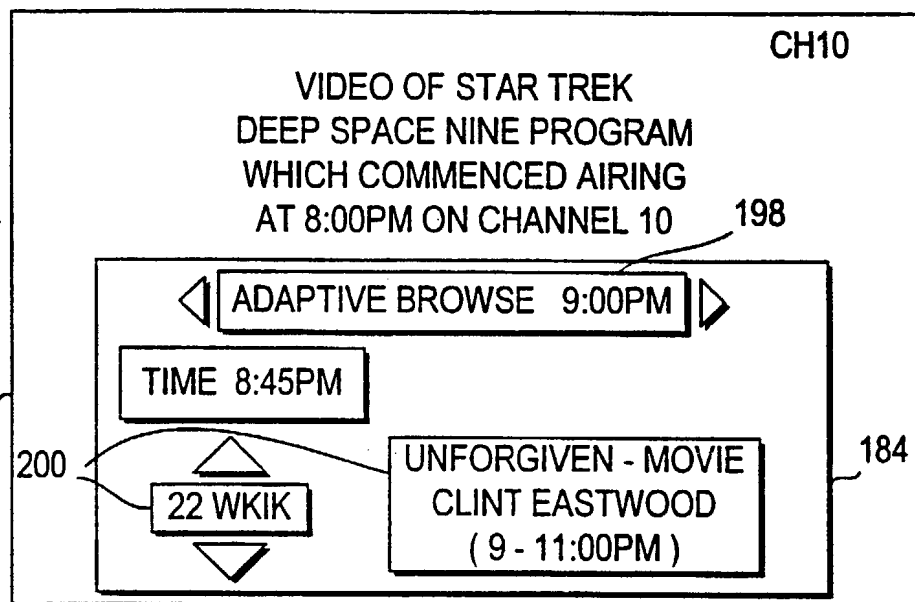 CH10
VIDEO OF STAR TREK
DEEP SPACE NINE PROGRAM
WHICH COMMENCED AIRING
AT 8:00PM ON CHANNEL 10
198
ADAPTIVE BROWSE 9:00PM
TIME 8:45PM
200
22 WKIK
UNFORGIVEN - MOVIE
CLINT EASTWOOD
( 9 - 11:00PM )
184